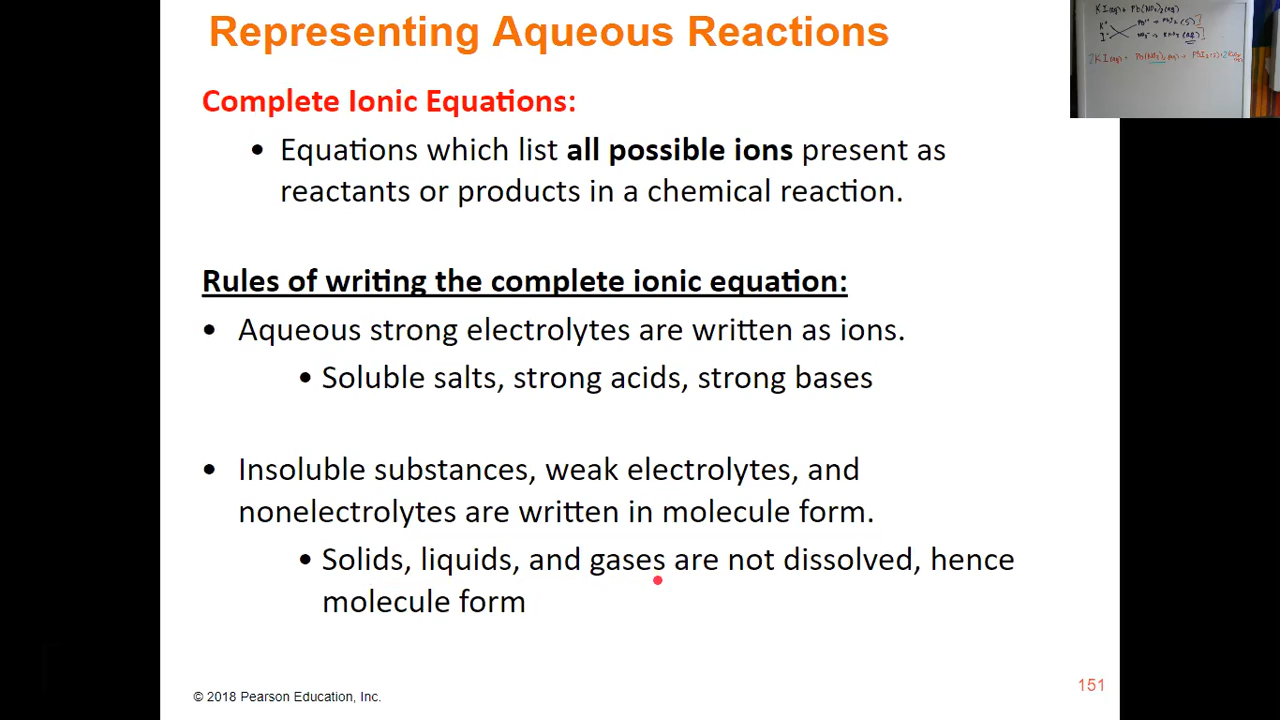 Representing Aqueous Reactions
Complete Ionic Equations:
• Equations which list all possible ions present as
reactants or products in a chemical reaction.
Rules of writing the complete ionic equation:
• Aqueous strong electrolytes are written as ions.
• Soluble salts, strong acids, strong bases
• Insoluble substances, weak electrolytes, and
nonelectrolytes are written in molecule form.
• Solids, liquids, and gases are not dissolved, hence
molecule form
© 2018 Pearson Education, Inc.
151